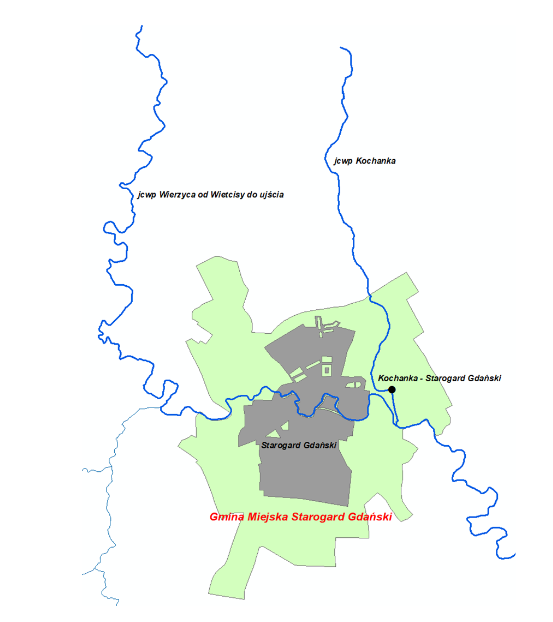 jcwp Kochanka
jcwp Wierzyca od Wietcisy do ujścia
Kochanka - Starogard Gdański
Starogard Gdański
Gmina Miejska Starogard Gdański